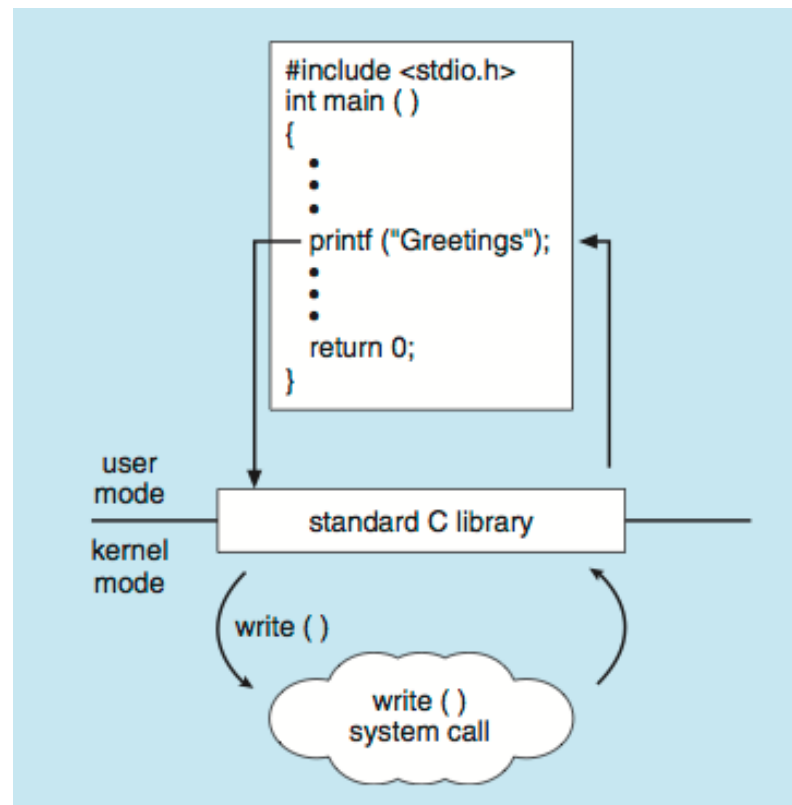 #include <stdio.h>
int main ( )
{
•
•
•
printf ("Greetings");
•
•
•
return 0;
}
user
mode
standard C library
kernel
mode
write ( )
write ( )
system call